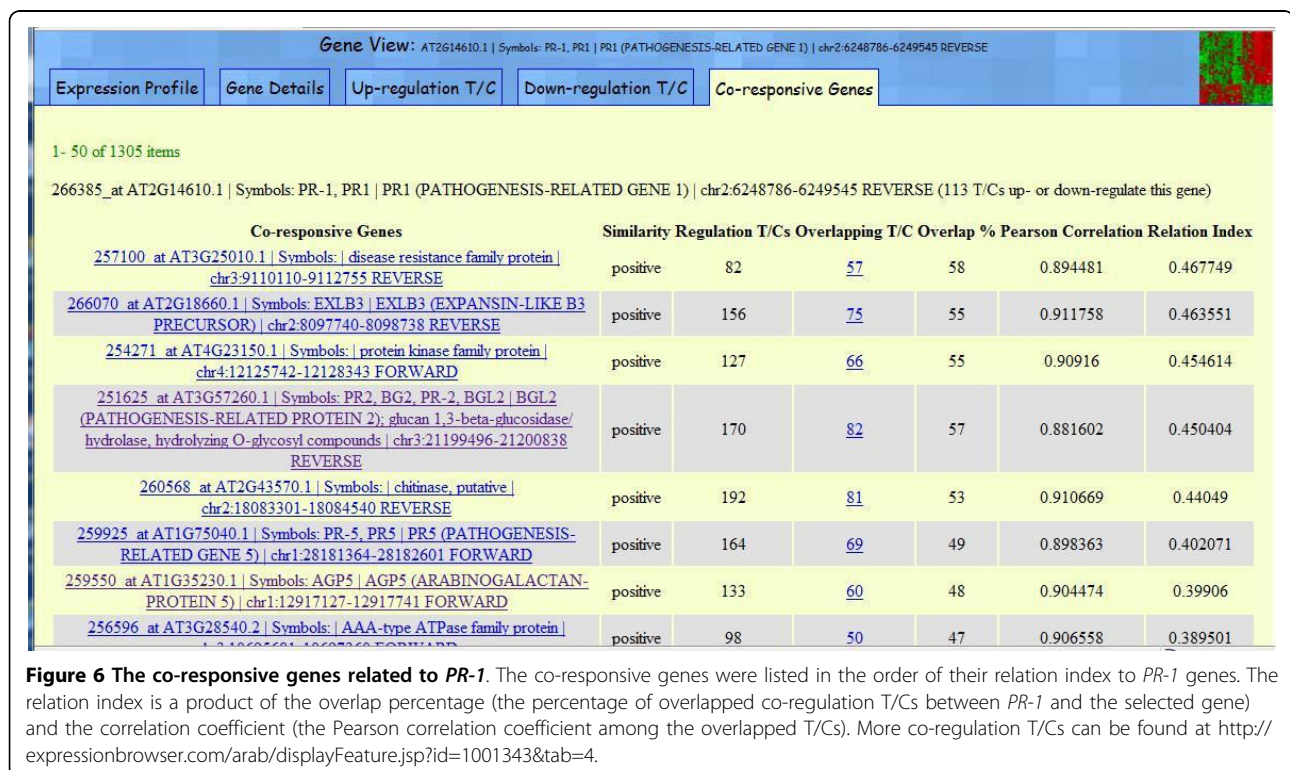 Gene View: AT2G14610.1 | Symbols: PR-1, PR1 | PR1 (PATHOGENESIS-RELATED GENE 1) | chr2:6248786-6249545 REVERSE
Expression Profile Gene Details Up-regulation T/C Down-regulation T/C Co-responsive Genes
1- 50 of 1305 items
266385_at AT2G14610.1 | Symbols: PR-1, PR1 | PR1 (PATHOGENESIS-RELATED GENE 1) | chr2:6248786-6249545 REVERSE (113 T/Cs up- or down-regulate this gene)
Co-responsive Genes Similarity Regulation T/Cs Overlapping T/C Overlap % Pearson Correlation Relation Index
257100_at AT3G25010.1 | Symbols: | disease resistance family protein |
chr3:9110110-9112755 REVERSE
positive 82 57 58 0.894481 0.467749
266070_at AT2G18660.1 | Symbols: EXLB3 | EXLB3 (EXPANSIN-LIKE B3
PRECURSOR) | chr2:8097740-8098738 REVERSE
positive 156 75 55 0.911758 0.463551
254271_at AT4G23150.1 | Symbols: | protein kinase family protein |
chr4:12125742-12128343 FORWARD
positive 127 66 55 0.90916 0.454614
251625_at AT3G57260.1 | Symbols: PR2, BG2, PR-2, BGL2 | BGL2
(PATHOGENESIS-RELATED PROTEIN 2); glucan 1,3-beta-glucosidase/
hydrolase, hydrolyzing O-glycosyl compounds | chr3:21199496-21200838
REVERSE
positive 170 82 57 0.881602 0.450404
260568_at AT2G43570.1 | Symbols: | chitinase, putative |
chr2:18083301-18084540 REVERSE
positive 192 81 53 0.910669 0.44049
259925_at AT1G75040.1 | Symbols: PR-5, PR5 | PR5 (PATHOGENESIS-
RELATED GENE 5) | chr1:28181364-28182601 FORWARD
positive 164 69 49 0.898363 0.402071
259550_at AT1G35230.1 | Symbols: AGP5 | AGP5 (ARABINOGALACTAN-
PROTEIN 5) | chr1:12917127-12917741 FORWARD
positive 133 60 48 0.904474 0.39906
256596_at AT3G28540.2 | Symbols: | AAA-type ATPase family protein |
positive 98 50 47 0.906558 0.389501
Figure 6 The co-responsive genes related to PR-1. The co-responsive genes were listed in the order of their relation index to PR-1 genes. The
relation index is a product of the overlap percentage (the percentage of overlapped co-regulation T/Cs between PR-1 and the selected gene)
and the correlation coefficient (the Pearson correlation coefficient among the overlapped T/Cs). More co-regulation T/Cs can be found at http://
expressionbrowser.com/arab/displayFeature.jsp?id=1001343&tab=4.